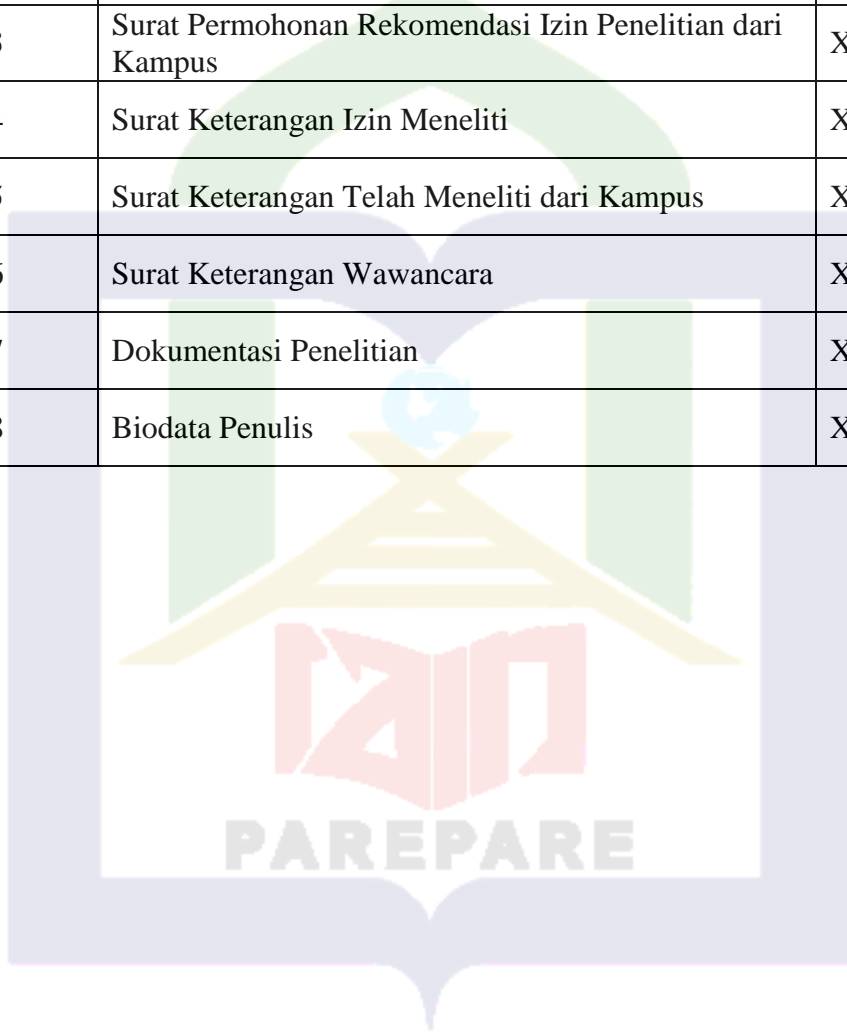 3 Surat Permohonan Rekomendasi Izin Penelitian dari
Kampus X
Surat Keterangan Izin Meneliti X
5 Surat Keterangan Telah Meneliti dari Kampus X
6 Surat Keterangan Wawancara X
7 Dokumentasi Penelitian X
8 Biodata Penulis X
iain
PAREPARE